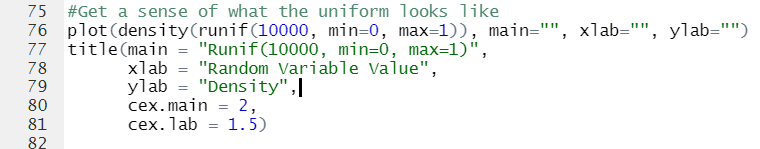 75 #Get a sense of what the uniform looks like
76 plot(density(runif(10000, min=0, max=1)), main="", xlab="", ylab="")
77 title(main = "Runif(10000, min=0, max=1)",
78 xlab = "Random Variable Value",
79 ylab = "Density",
80 cex.main = 2,
81 cex.lab = 1.5)
82